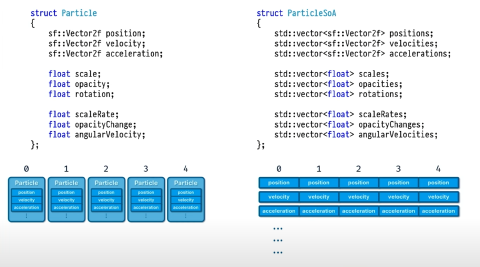 struct Particle
{
sf::Vector2f position;
sf::Vector2f velocity;
sf::Vector2f acceleration;
float scale;
float opacity;
float rotation;
float scaleRate;
float opacityChange;
float angularVelocity;
};
0 1 2 3 4
Particle Particle Particle Particle Particle
position position position position position
velocity velocity velocity velocity velocity
acceleration acceleration acceleration acceleration acceleration
struct ParticleSoA
{
std::vector<sf::Vector2f> positions;
std::vector<sf::Vector2f> velocities;
std::vector<sf::Vector2f> accelerations;
std::vector<float> scales;
std::vector<float> opacities;
std::vector<float> rotations;
std::vector<float> scaleRates;
std::vector<float> opacityChanges;
std::vector<float> angularVelocities;
};
0 1 2 3 4
position position position position position
velocity velocity velocity velocity velocity
acceleration acceleration acceleration acceleration acceleration
...
...
...